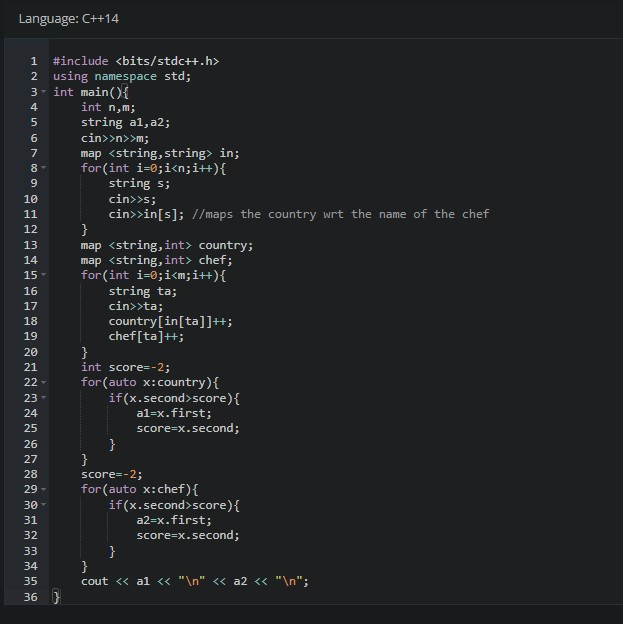 Language: C++14
1 #include <bits/stdc++.h>
2 using namespace std;
3 int main(){
4     int n,m;
5     string a1,a2;
6     cin>>n>>m;
7     map <string,string> in;
8     for(int i=0;i<n;i++){
9         string s;
10         cin>>s;
11         cin>>in[s]; //maps the country wrt the name of the chef
12     }
13     map <string,int> country;
14     map <string,int> chef;
15     for(int i=0;i<m;i++){
16         string ta;
17         cin>>ta;
18         country[in[ta]]++;
19         chef[ta]++;
20     }
21     int score=-2;
22     for(auto x:country){
23         if(x.second>score){
24             a1=x.first;
25             score=x.second;
26         }
27     }
28     score=-2;
29     for(auto x:chef){
30         if(x.second>score){
31             a2=x.first;
32             score=x.second;
33         }
34     }
35     cout << a1 << "\n" << a2 << "\n";
36 }